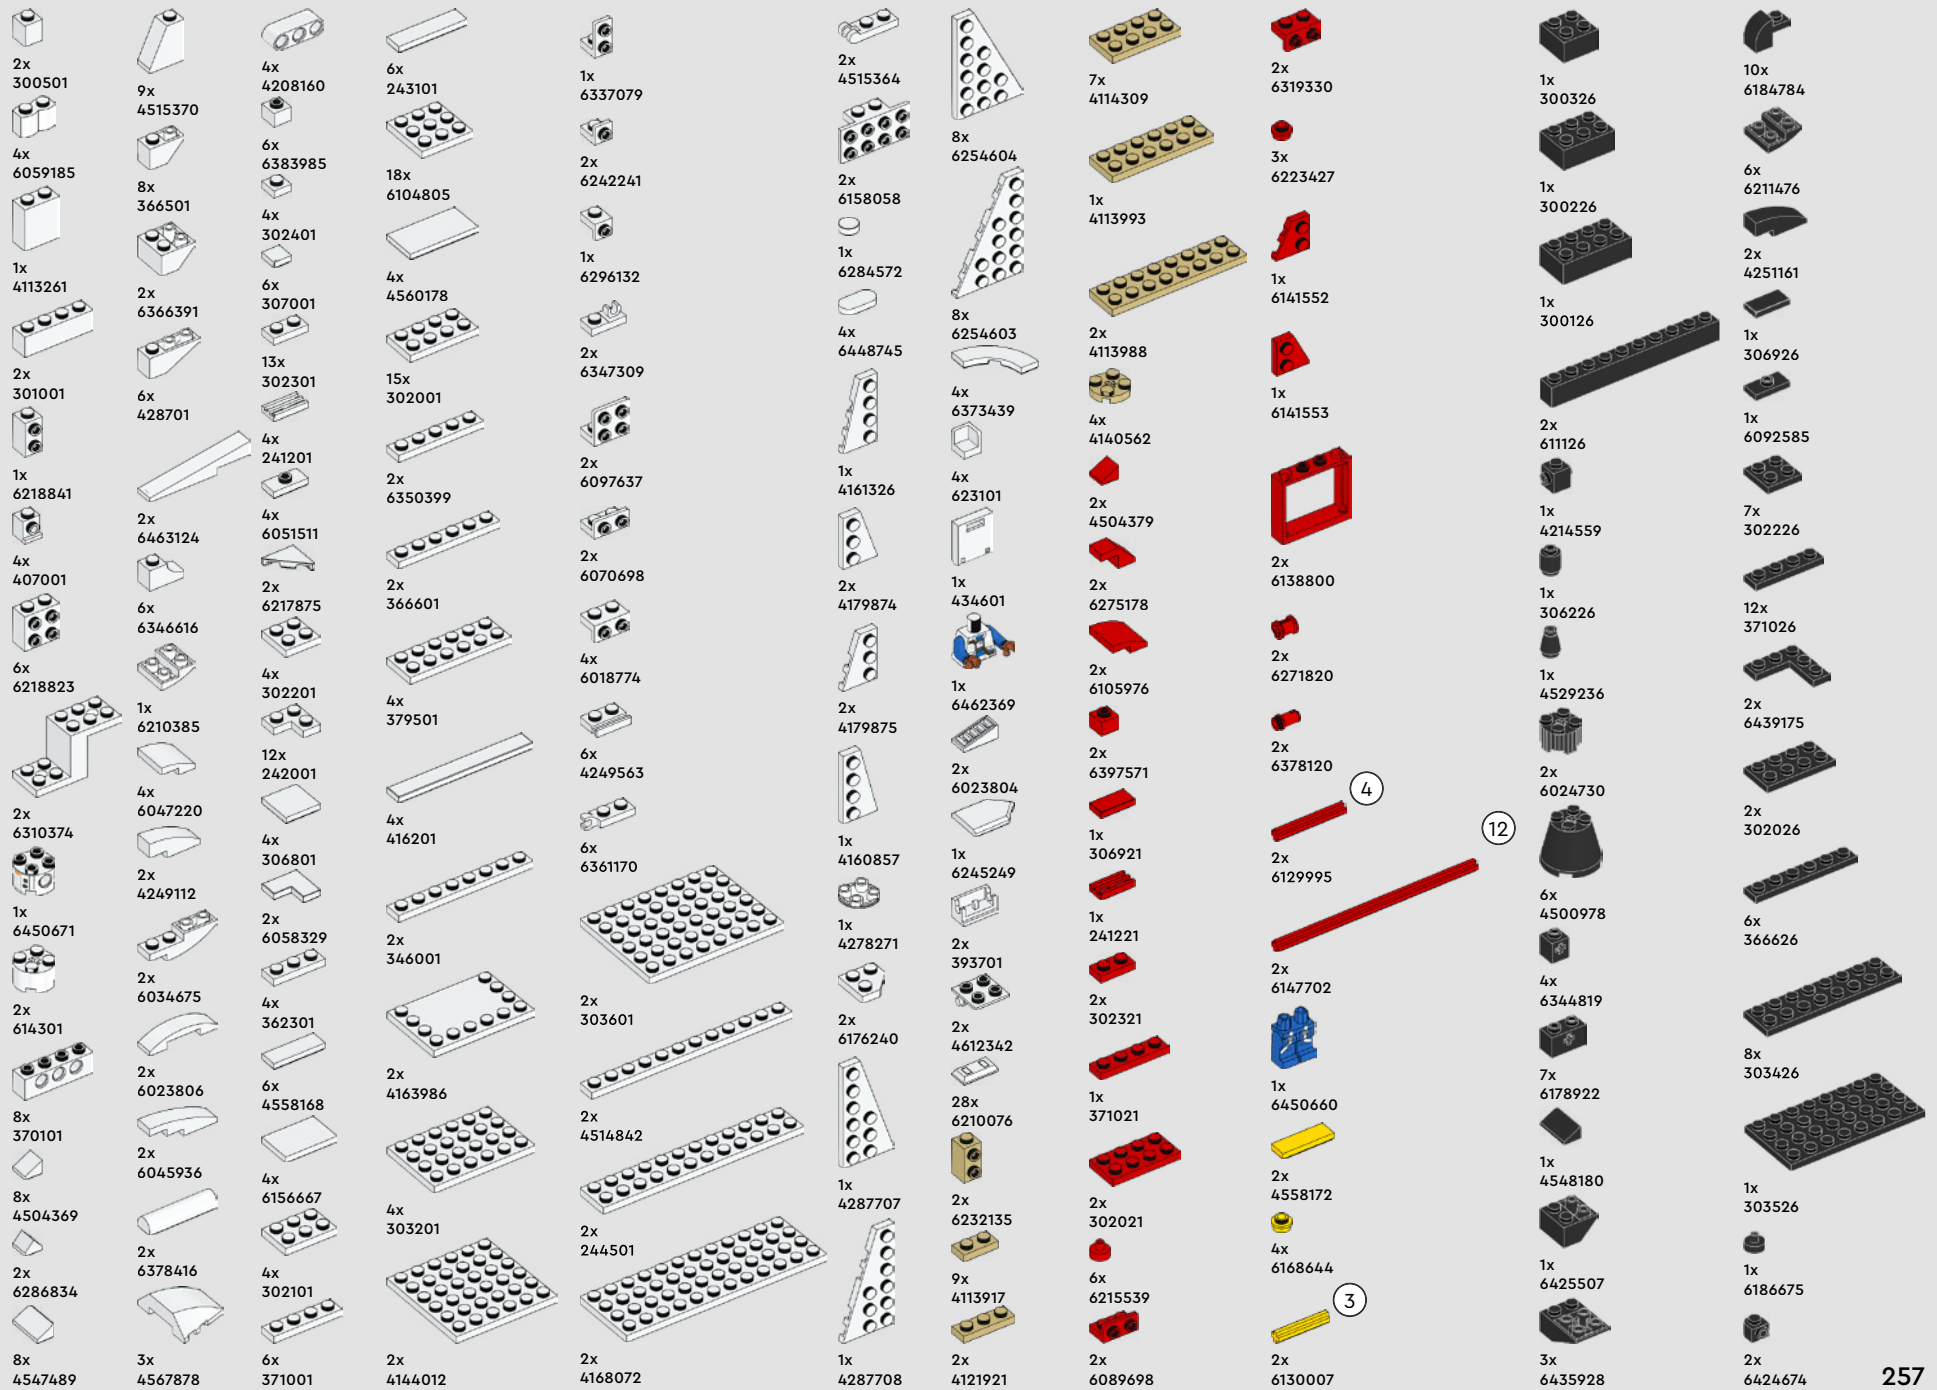 2x
300501
4x
6059185
1x
4113261
2x
301001
1x
6218841
4x
407001
6x
6218823
2x
6310374
1x
6450671
2x
614301
8x
370101
8x
4504369
2x
6286834
8x
4547489
9x
4515370
8x
366501
2x
6366391
6x
428701
2x
6463124
6x
6346616
1x
6210385
4x
6047220
2x
4249112
2x
6034675
2x
6023806
2x
6045936
2x
6378416
3x
4567878
4x
4208160
6x
6383985
4x
302401
6x
307001
13x
302301
4x
241201
4x
6051511
2x
6217875
4x
302201
12x
242001
4x
306801
2x
6058329
4x
362301
6x
4558168
4x
6156667
4x
302101
6x
371001
6x
243101
18x
6104805
4x
4560178
15x
302001
2x
6350399
2x
366601
4x
379501
4x
416201
2x
346001
2x
4163986
4x
303201
2x
4144012
1x
6337079
2x
6242241
1x
6296132
2x
6347309
2x
6097637
2x
6070698
4x
6018774
6x
4249563
6x
6361170
2x
303601
2x
4514842
2x
244501
2x
4168072
2x
4515364
2x
6158058
1x
6284572
4x
6448745
1x
4161326
2x
4179874
2x
4179875
1x
4160857
1x
4278271
2x
6176240
1x
4287707
1x
4287708
8x
6254604
8x
6254603
4x
6373439
4x
623101
1x
434601
1x
6462369
2x
6023804
1x
6245249
2x
393701
2x
4612342
28x
6210076
2x
6232135
9x
4113917
2x
4121921
7x
4114309
1x
4113993
2x
4113988
4x
4140562
2x
4504379
2x
6275178
2x
6105976
2x
6397571
1x
306921
1x
241221
2x
302321
1x
371021
2x
302021
6x
6215539
2x
6089698
2x
6319330
3x
6223427
1x
6141552
1x
6141553
2x
6138800
2x
6271820
2x
6378120
4
2x
6129995
12
2x
6147702
1x
6450660
2x
4558172
4x
6168644
3
2x
6130007
1x
300326
1x
300226
1x
300126
2x
611126
1x
4214559
1x
306226
1x
4529236
2x
6024730
6x
4500978
4x
6344819
7x
6178922
1x
4548180
1x
6425507
3x
6435928
10x
6184784
6x
6211476
2x
4251161
1x
306926
1x
6092585
7x
302226
12x
371026
2x
6439175
2x
302026
6x
366626
8x
303426
1x
303526
1x
6186675
2x
6424674
257